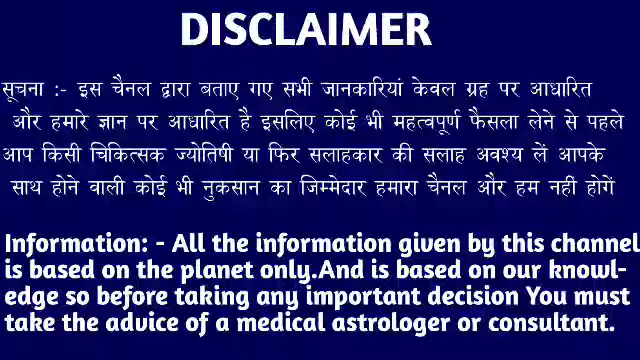 DISCLAIMER
सूचना :- इस चैनल द्वारा बताए गए सभी जानकारियां केवल ग्रह पर आधारित
और हमारे ज्ञान पर आधारित है इसलिए कोई भी महत्वपूर्ण फैसला लेने से पहले
आप किसी चिकित्सक ज्योतिषी या फिर सलाहकार की सलाह अवश्य लें आपके
साथ होने वाली कोई भी नुकसान का जिम्मेदार हमारा चैनल और हम नहीं होगें
Information: - All the information given by this channel
is based on the planet only.And is based on our knowl-
edge so before taking any important decision You must
take the advice of a medical astrologer or consultant.